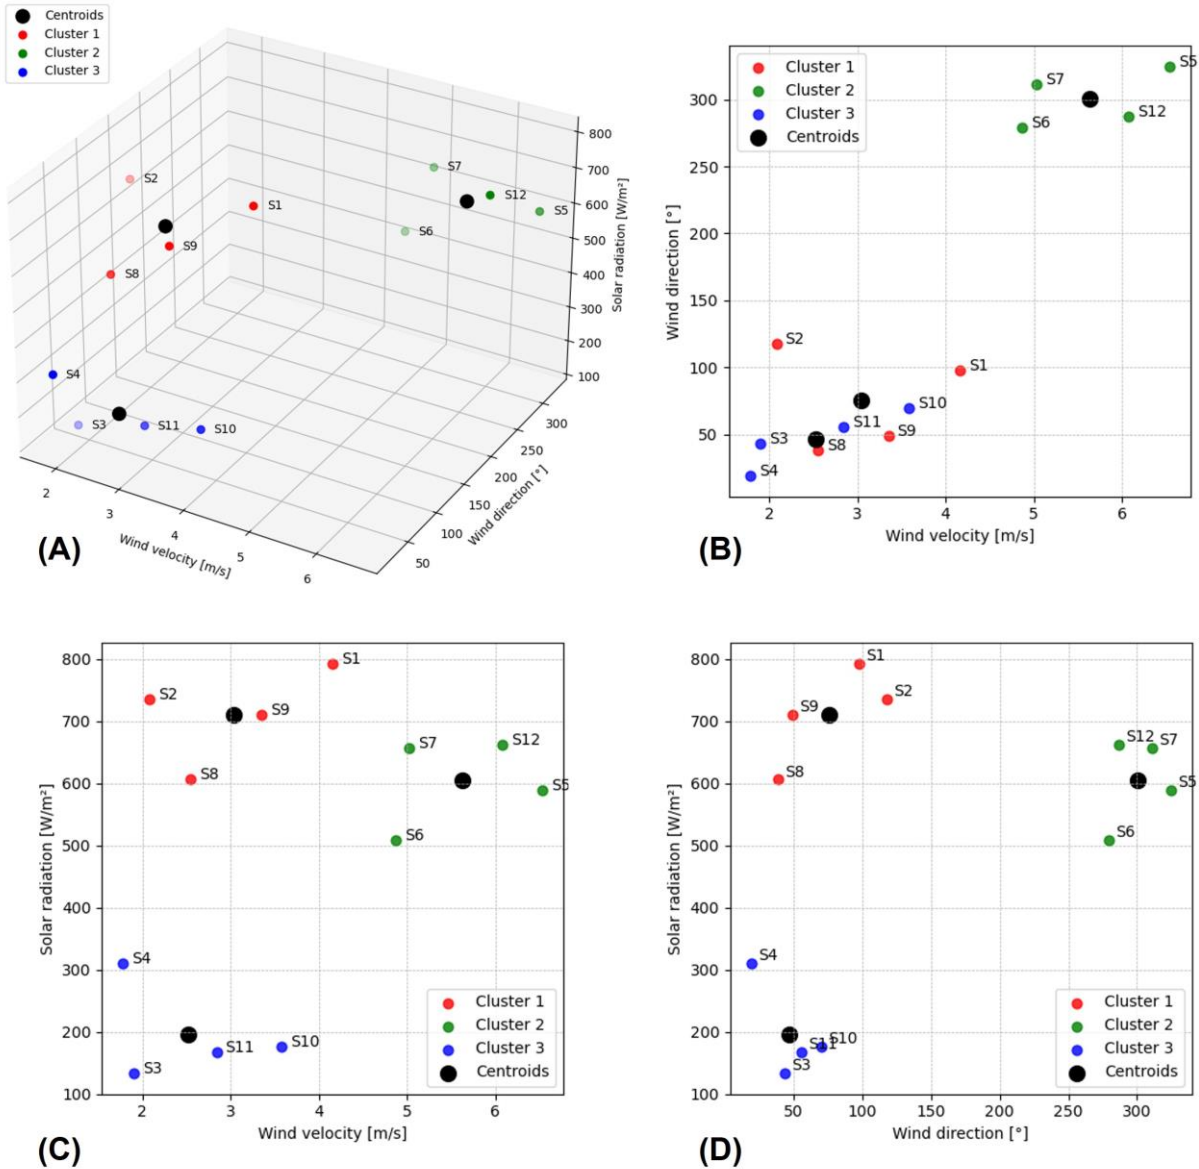 Centroids
Cluster 1
Cluster 2
Cluster 3
S2
S1
S9
S8
S7
S12
S5
S6
S4
S3
S11
S10
800
700
600
500
400
300
200
100
Solar radiation [W/m²]
300
250
200
150
100
50
Wind direction [°]
2
3
4
5
6
Wind velocity [m/s]
(A)
Cluster 1
Cluster 2
Cluster 3
Centroids
S5
S7
S12
S6
S2
S1
S10
S11
S9
S3
S8
S4
300
250
200
150
100
50
Wind direction [°]
2 3 4 5 6
Wind velocity [m/s]
(B)
800
700
600
500
400
300
200
100
Solar radiation [W/m²]
S1
S2
S9
S8
S7
S12
S5
S6
S4
S11
S10
S3
Cluster 1
Cluster 2
Cluster 3
Centroids
2 3 4 5 6
Wind velocity [m/s]
(C)
800
700
600
500
400
300
200
100
Solar radiation [W/m²]
S1
S2
S9
S8
S12
S7
S5
S6
S4
S10
S11
S3
Cluster 1
Cluster 2
Cluster 3
Centroids
50 100 150 200 250 300
Wind direction [°]
(D)